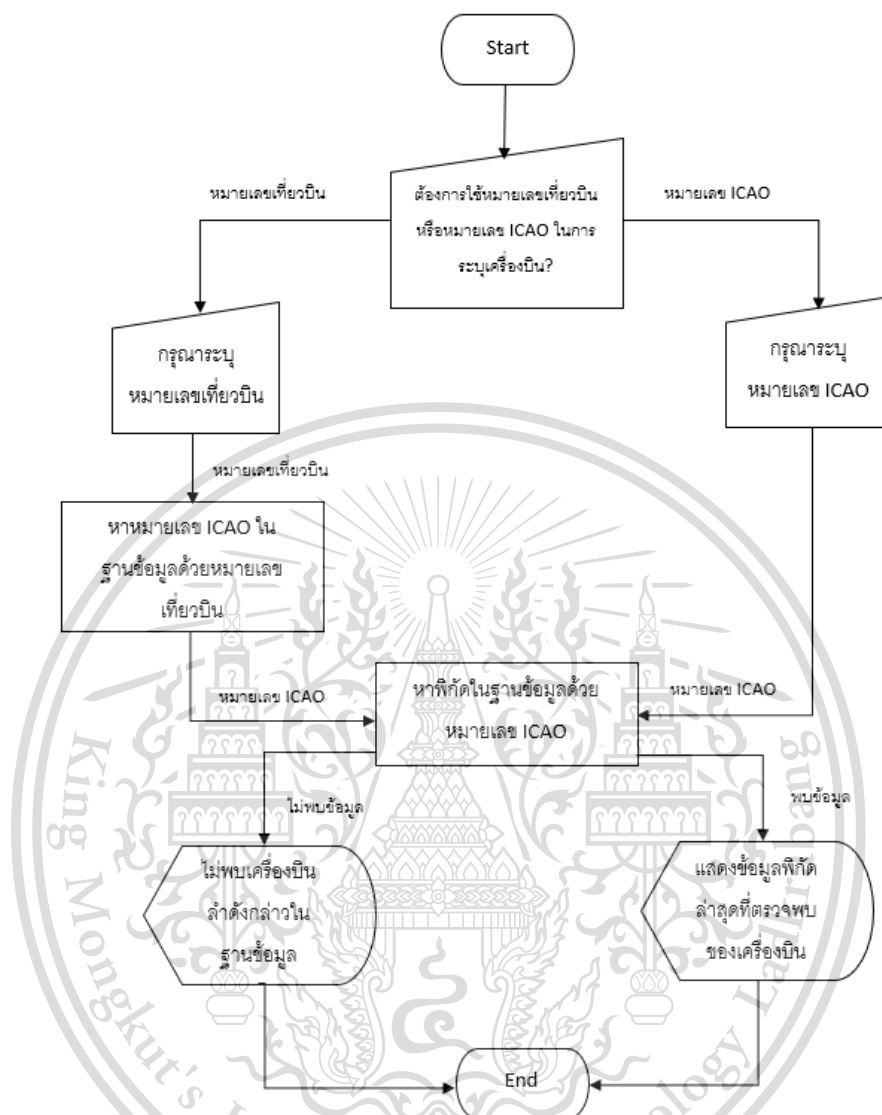 Start
ต้องการใช้หมายเลขเที่ยวบิน
หรือหมายเลข ICAO ในการ
ระบุเครื่องบิน?
หมายเลขเที่ยวบิน
หมายเลข ICAO
กรุณาระบุ
หมายเลขเที่ยวบิน
กรุณาระบุ
หมายเลข ICAO
หมายเลขเที่ยวบิน
หาหมายเลข ICAO ใน
ฐานข้อมูลด้วยหมายเลข
เที่ยวบิน
หมายเลข ICAO
หาพิกัดในฐานข้อมูลด้วย
หมายเลข ICAO
หมายเลข ICAO
ไม่พบข้อมูล
พบข้อมูล
ไม่พบเครื่องบิน
ลำดังกล่าวใน
ฐานข้อมูล
แสดงข้อมูลพิกัด
ล่าสุดที่ตรวจพบ
ของเครื่องบิน
End
King Mongkut's